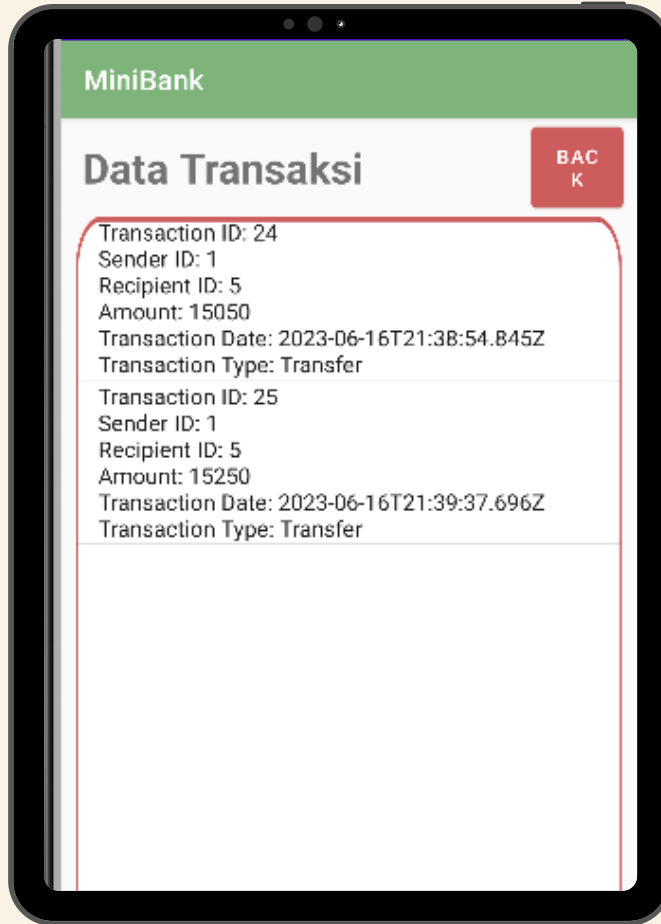 MiniBank
Data Transaksi
BAC
K
Transaction ID: 24
Sender ID: 1
Recipient ID: 5
Amount: 15050
Transaction Date: 2023-06-16T21:38:54.845Z
Transaction Type: Transfer
Transaction ID: 25
Sender ID: 1
Recipient ID: 5
Amount: 15250
Transaction Date: 2023-06-16T21:39:37.696Z
Transaction Type: Transfer